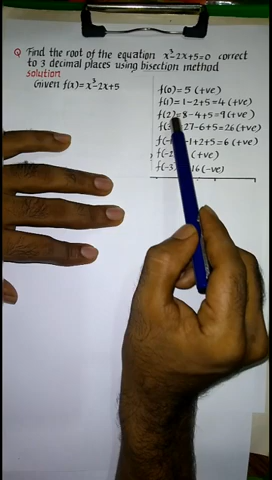 Q Find the root of the equation x³-2x+5=0 correct
to 3 decimal places using bisection method
solution
Given f(x)=x³-2x+5
f(0)=5 (+ve)
f(1)=1-2+5=4 (+ve)
f(2)=8-4+5=9(+ve)
27-6+5=26(+ve)
-1+2+5=6 (+ve)
f(-2 (+ve)
f(-3) 16(-ve)